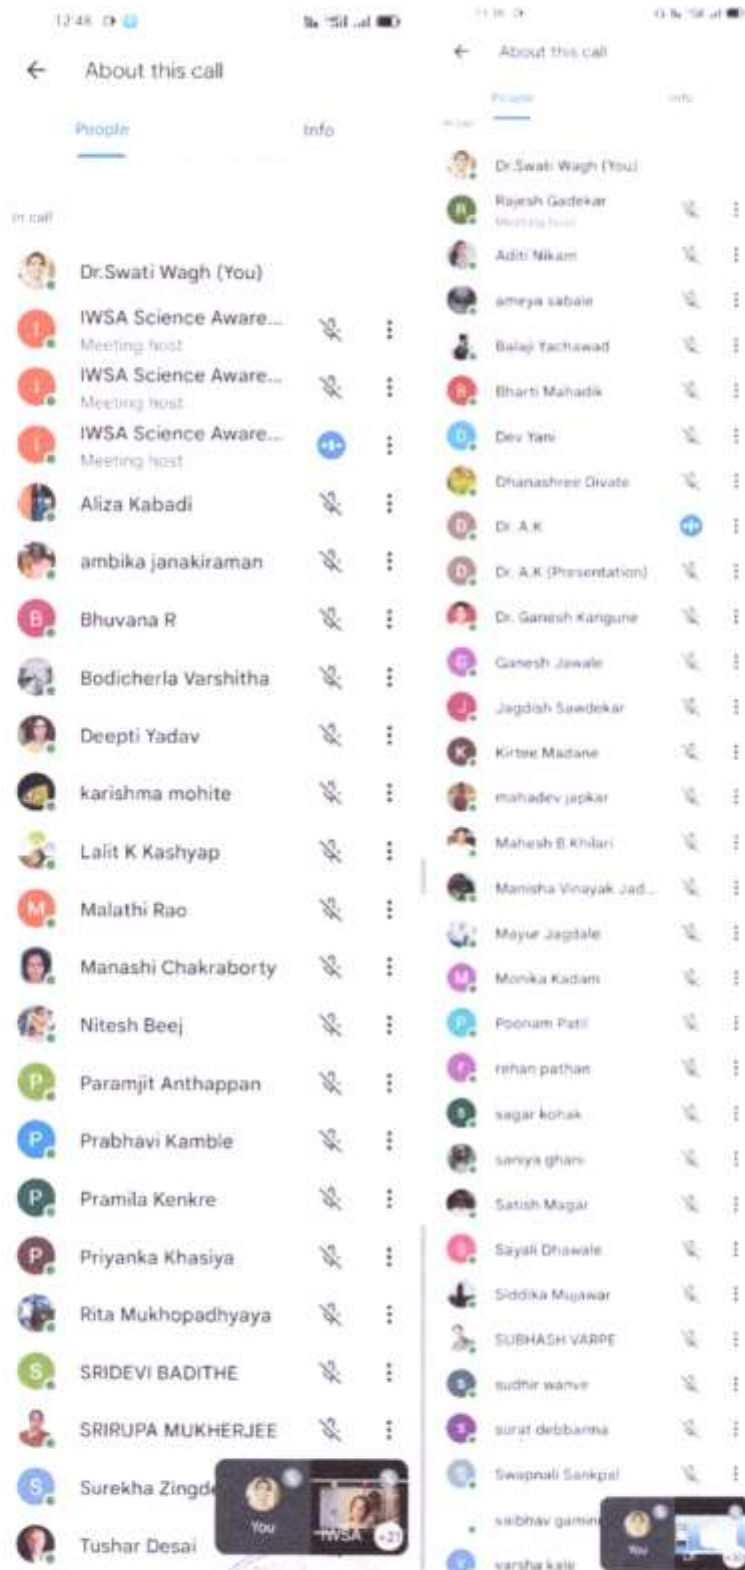 12:48
About this call
People
Info
In call
Dr.Swati Wagh (You)
IWSA Science Aware...
Meeting host
IWSA Science Aware...
Meeting host
IWSA Science Aware...
Meeting host
Aliza Kabadi
ambika janakiraman
B
Bhuvana R
Bodicherla Varshitha
Deepti Yadav
karishma mohite
Lalit K Kashyap
M
Malathi Rao
Manashi Chakraborty
Nitesh Beej
P
Paramjit Anthappan
P
Prabhavi Kamble
P
Pramila Kenkre
P
Priyanka Khasiya
Rita Mukhopadhyaya
S
SRIDEVI BADITHE
SRIRUPA MUKHERJEE
S
Surekha Zingde
Tushar Desai
You
IWSA
+21
About this call
People
Info
Dr.Swati Wagh (You)
R
Rajesh Gadekar
Meeting host
Aditi Nikam
ameya sabale
Balaji Yachawad
B
Bharti Mahadik
D
Dev Yani
Dhanashree Divate
D
Dr. A.K
D
Dr. A.K (Presentation)
Dr. Ganesh Kangune
G
Ganesh Jawale
J
Jagdish Sawdekar
K
Kirtee Madane
mahadev japkar
Mahesh B.Khilari
Manisha Vinayak Jad...
Mayur Jagdale
M
Monika Kadam
P
Poonam Patil
r
rehan pathan
s
sagar kohak
saniya ghani
Satish Magar
S
Sayali Dhawale
Siddika Mujawar
SUBHASH VARPE
s
sudhir wanve
s
surat debbarma
S
Swapnali Sankpal
vaibhav gamin
You
v
varsha kale